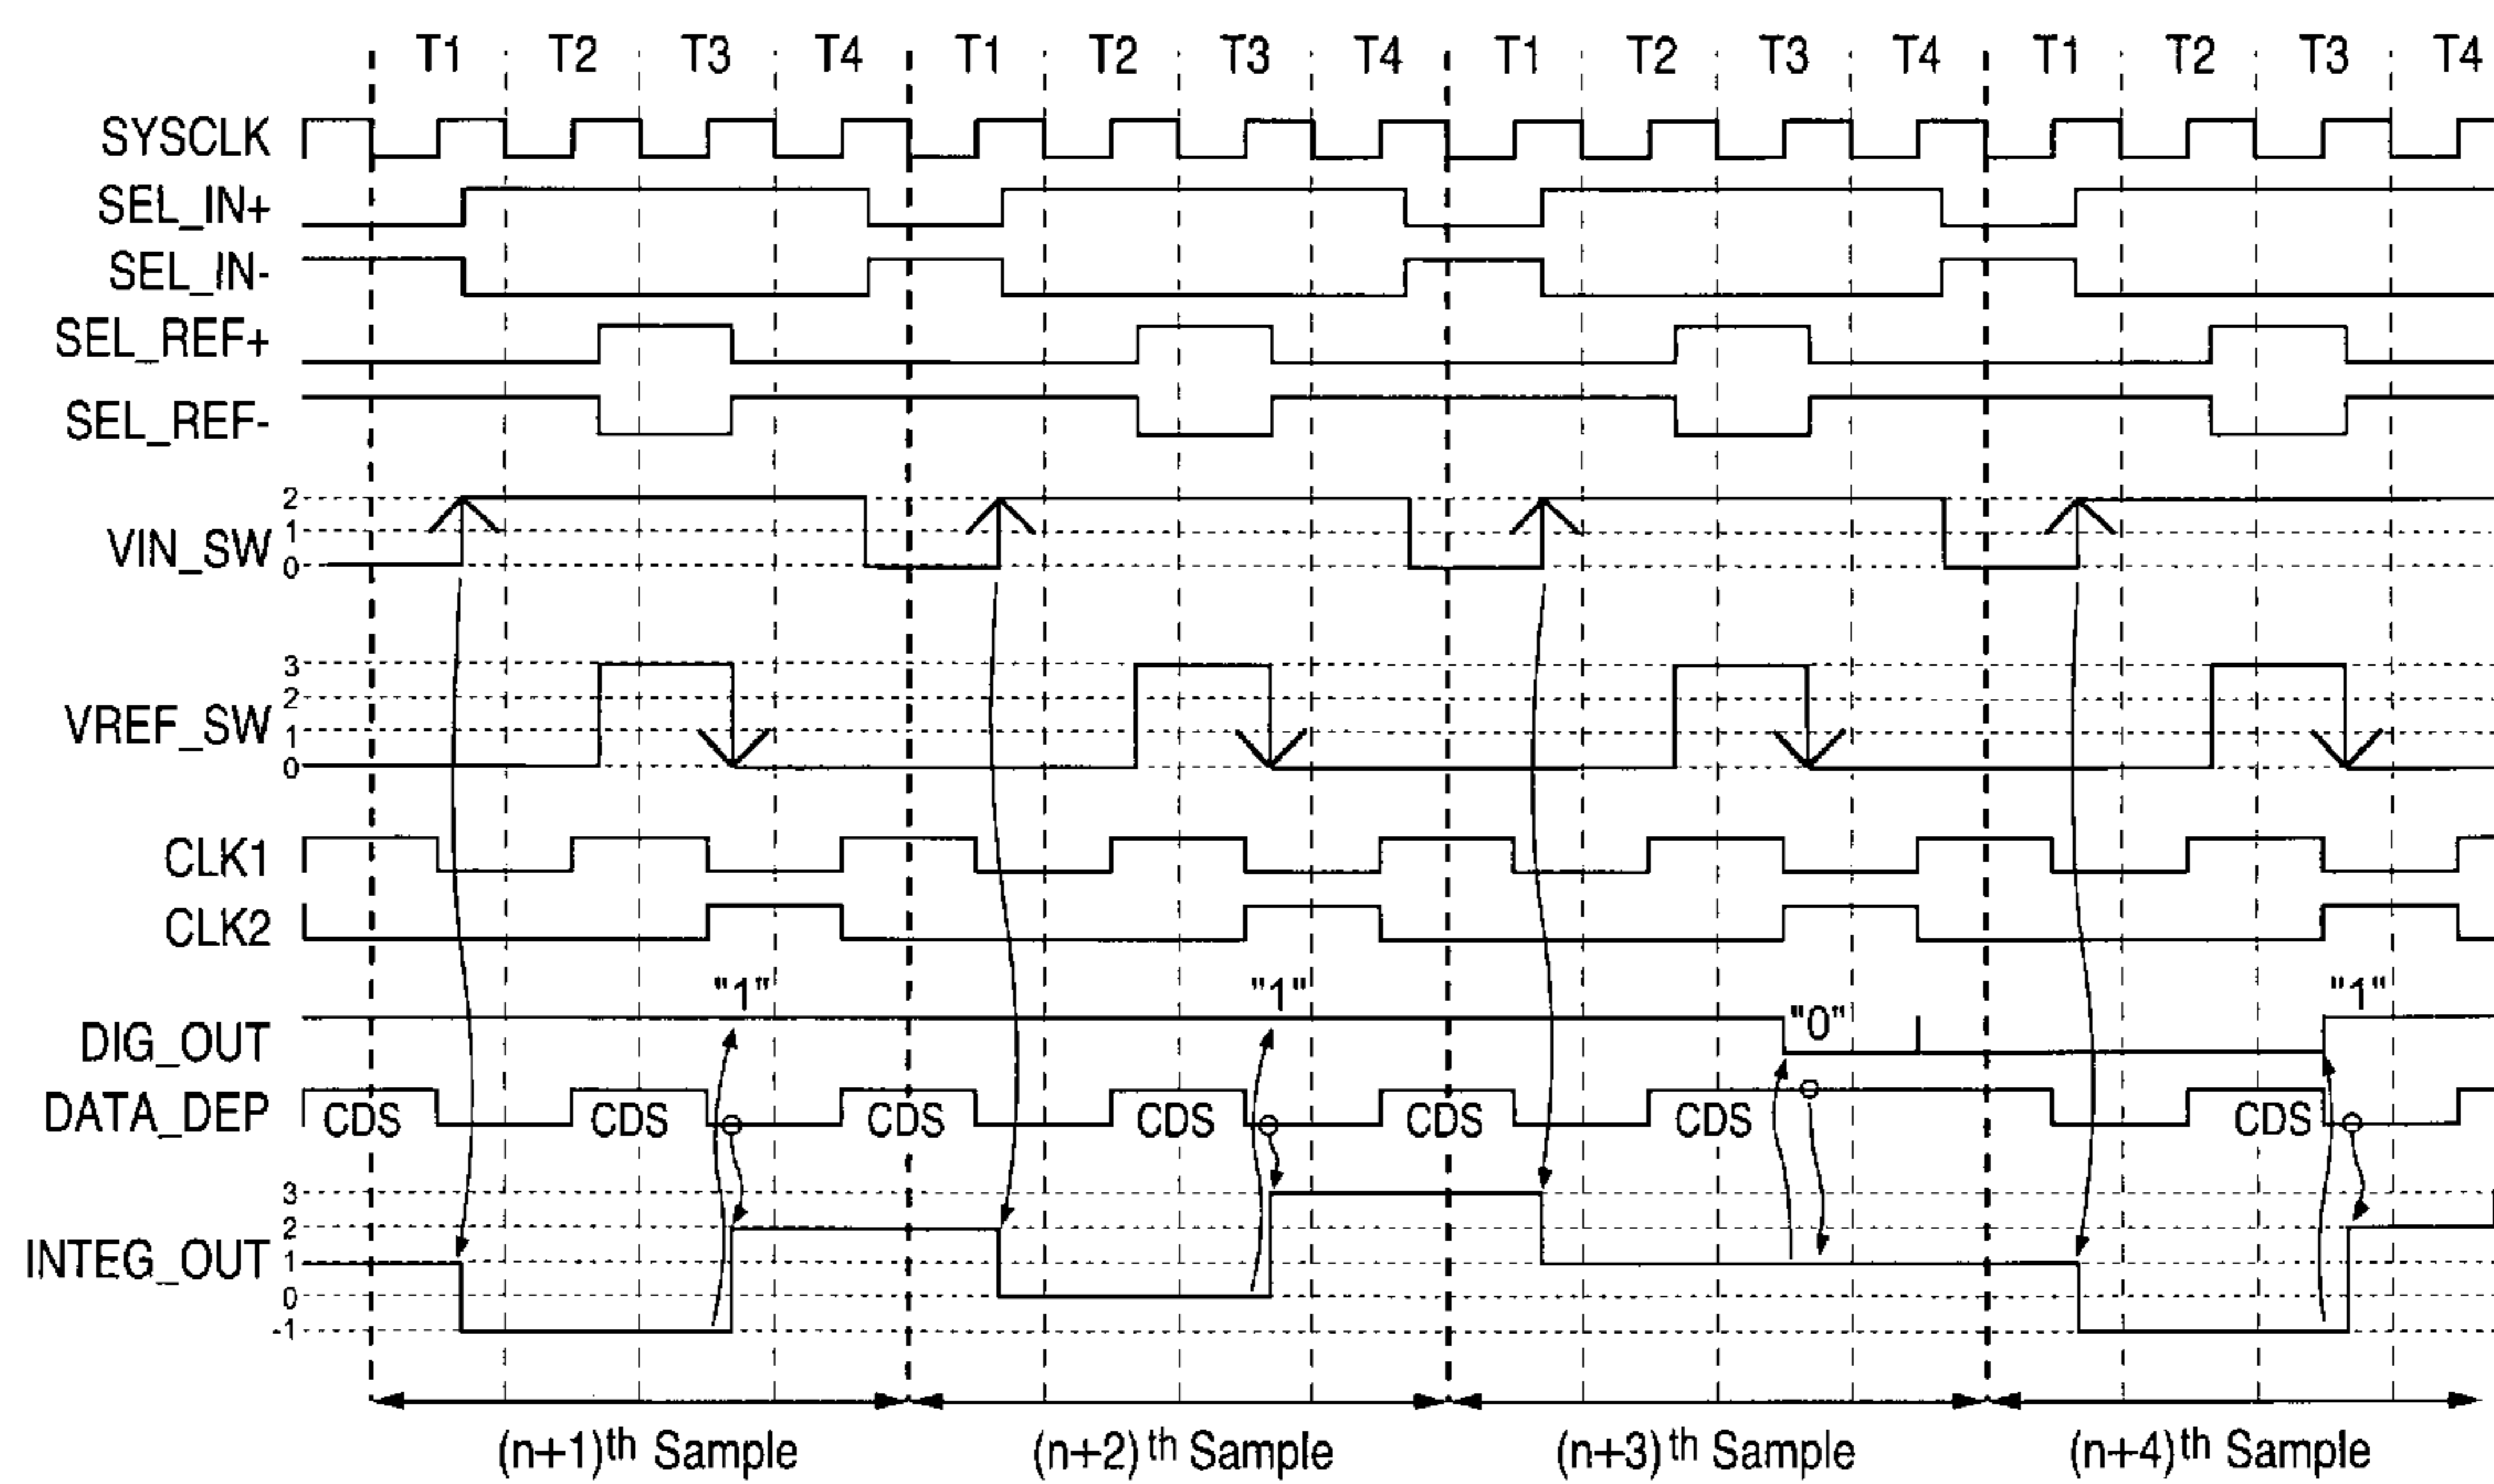 T1 T2 T3 T4 T1 T2 T3 T4 T1 T2 T3 T4 T1 T2 T3 T4
SYSCLK
SEL_IN+
SEL_IN-
SEL_REF+
SEL_REF-
2
1
VIN_SW
0
3
2
VREF_SW
1
0
CLK1
CLK2
"1" "1" "0" "1"
DIG_OUT
DATA_DEP CDS CDS CDS CDS CDS CDS CDS
3
2
INTEG_OUT
1
0
-1
(n+1)th Sample (n+2)th Sample (n+3)th Sample (n+4)th Sample